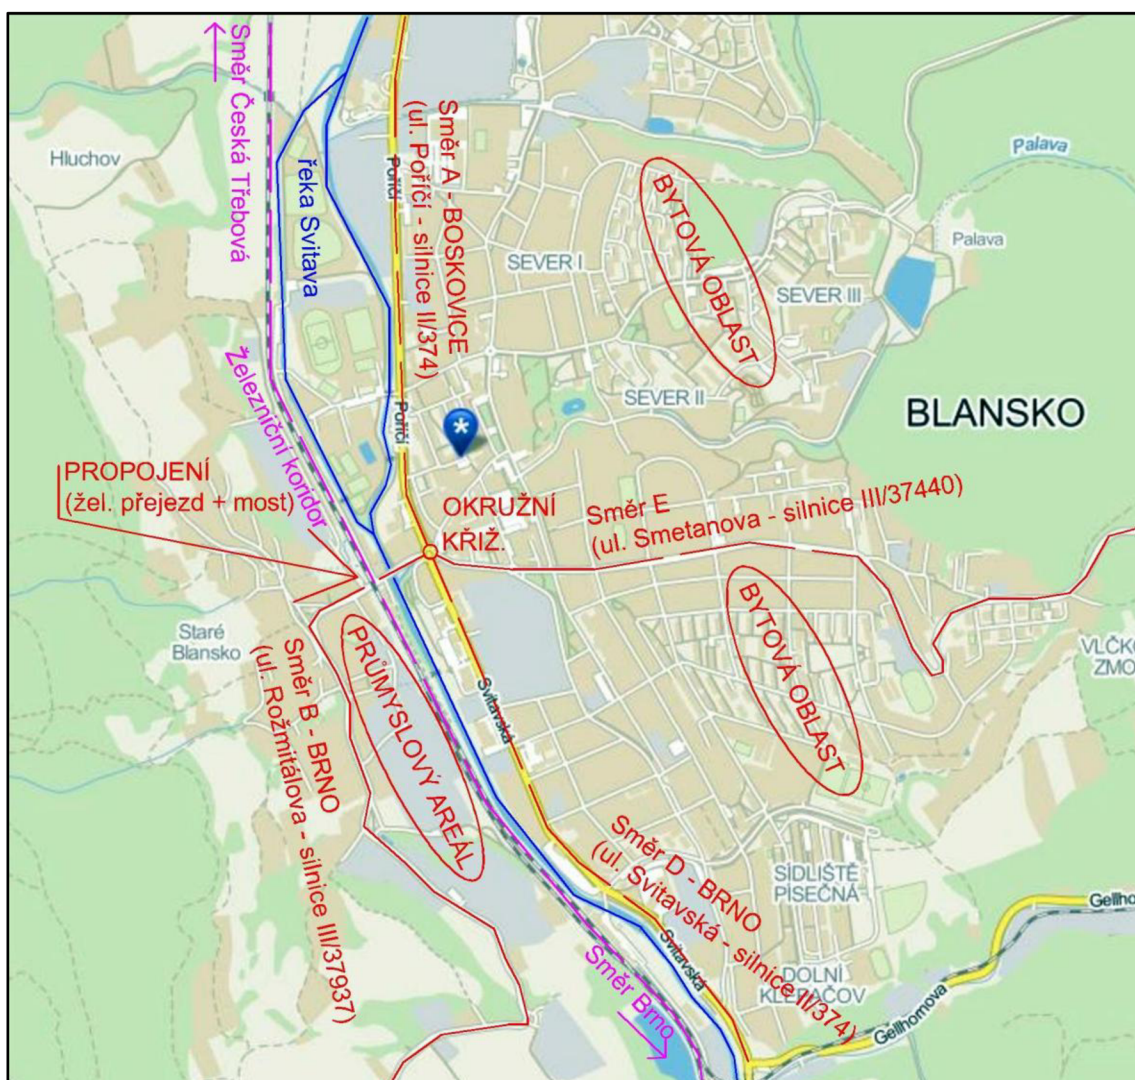 Směr Česká Třebová
řeka Svitava
Směr A - BOSKOVICE
(ul. Poříčí - silnice II/374)
Poříčí
Hluchov
BYTOVÁ OBLAST
Palava
Palava
SEVER I
SEVER III
SEVER II
BLANSKO
Železniční koridor
Poříčí
*
PROPOJENÍ
(žel. přejezd + most)
OKRUŽNÍ
KŘIŽ.
Směr E
(ul. Smetanova - silnice III/37440)
Staré
Blansko
Směr B - BRNO
(ul. Rožmitálova - silnice III/37937)
PRŮMYSLOVÝ AREÁL
Svitavská
BYTOVÁ OBLAST
Směr D - BRNO
(ul. Svitavská - silnice II/374)
SÍDLIŠTĚ
PÍSEČNÁ
Svitavská
DOLNÍ
KLEPAČOV
Gellhornova
Směr Brno